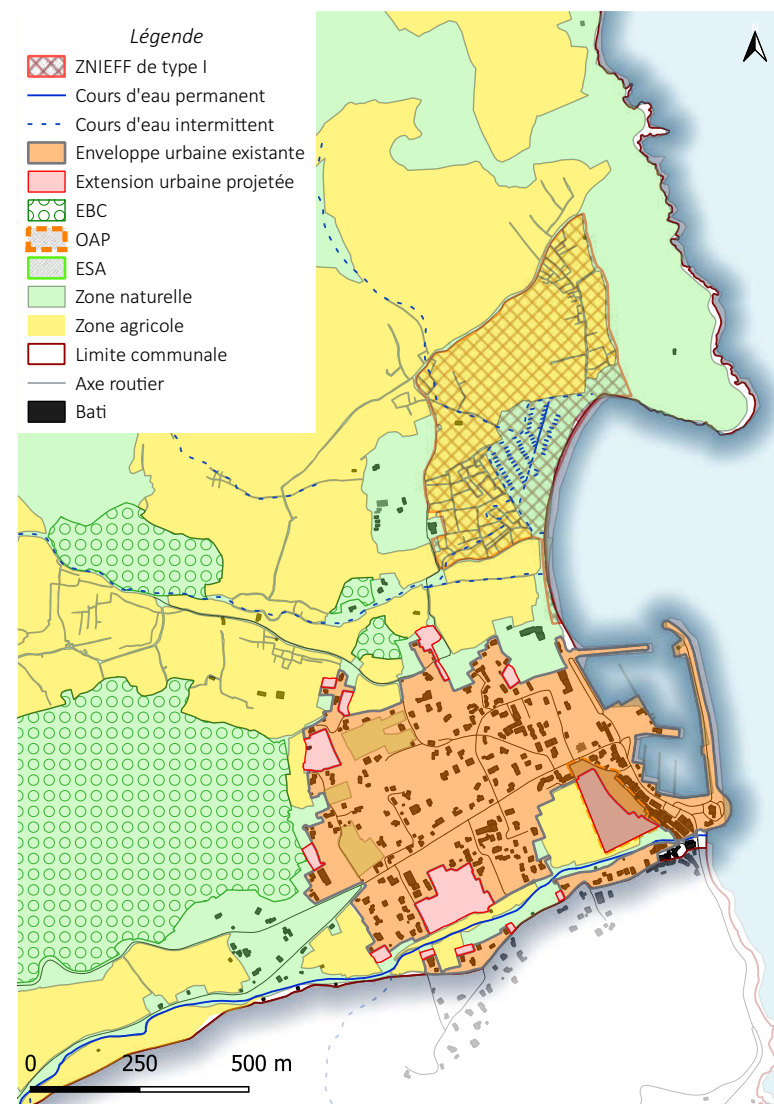 Légende
ZNIEFF de type I
Cours d'eau permanent
Cours d'eau intermittent
Enveloppe urbaine existante
Extension urbaine projetée
EBC
OAP
ESA
Zone naturelle
Zone agricole
Limite communale
Axe routier
Bati
N
0 250 500 m